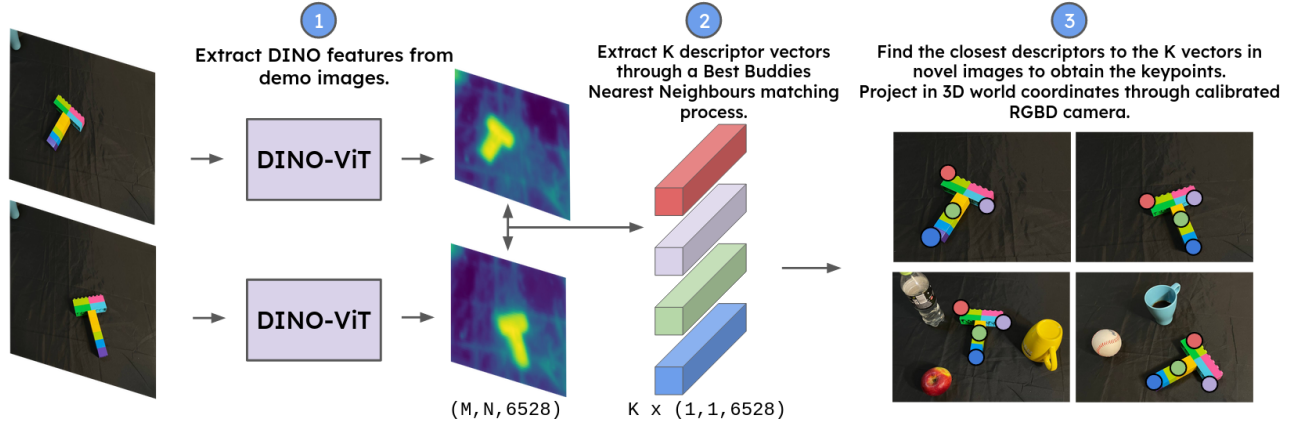 1
Extract DINO features from
demo images.
DINO-ViT
DINO-ViT
(M,N,6528)
2
Extract K descriptor vectors
through a Best Buddies
Nearest Neighbours matching
process.
K x (1,1,6528)
3
Find the closest descriptors to the K vectors in
novel images to obtain the keypoints.
Project in 3D world coordinates through calibrated
RGBD camera.